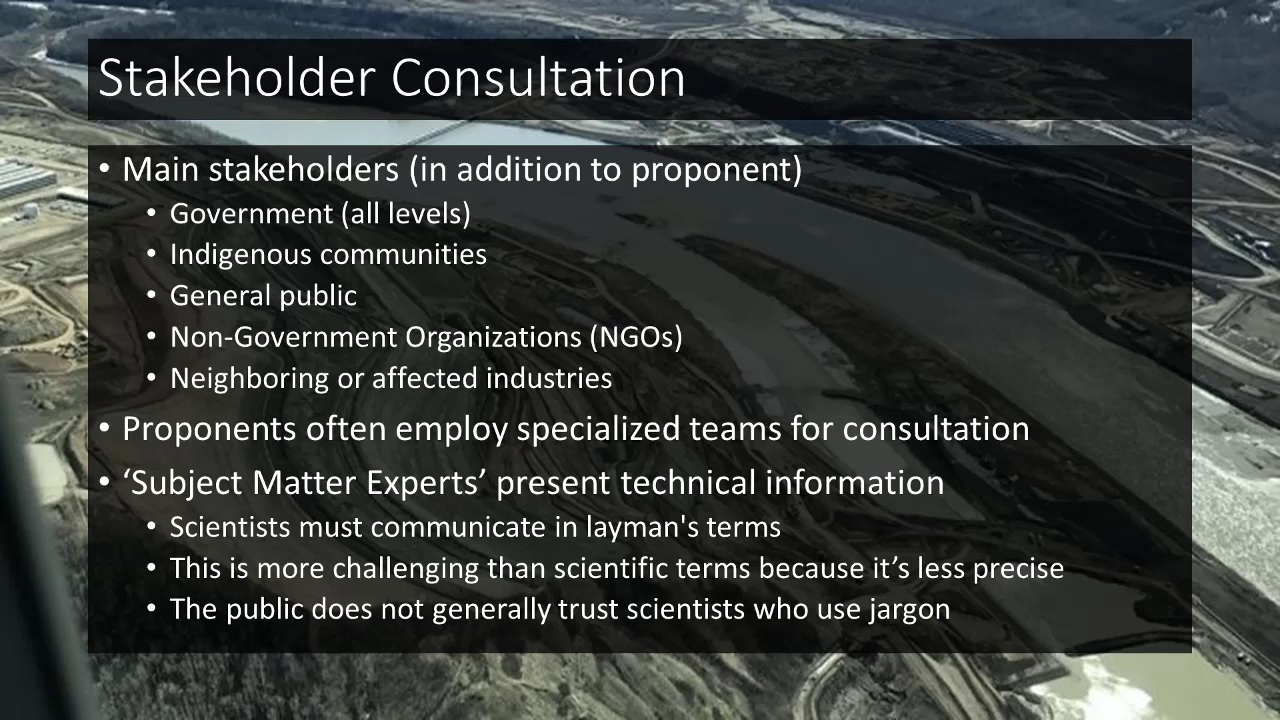 Stakeholder Consultation
• Main stakeholders (in addition to proponent)
• Government (all levels)
• Indigenous communities
• General public
• Non-Government Organizations (NGOs)
• Neighboring or affected industries
• Proponents often employ specialized teams for consultation
• ‘Subject Matter Experts’ present technical information
• Scientists must communicate in layman's terms
• This is more challenging than scientific terms because it’s less precise
• The public does not generally trust scientists who use jargon